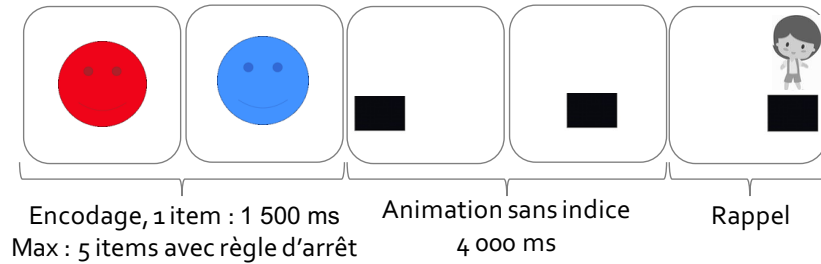 Encodage, 1 item : 1 500 ms
Max : 5 items avec règle d'arrêt
Animation sans indice
4 000 ms
Rappel